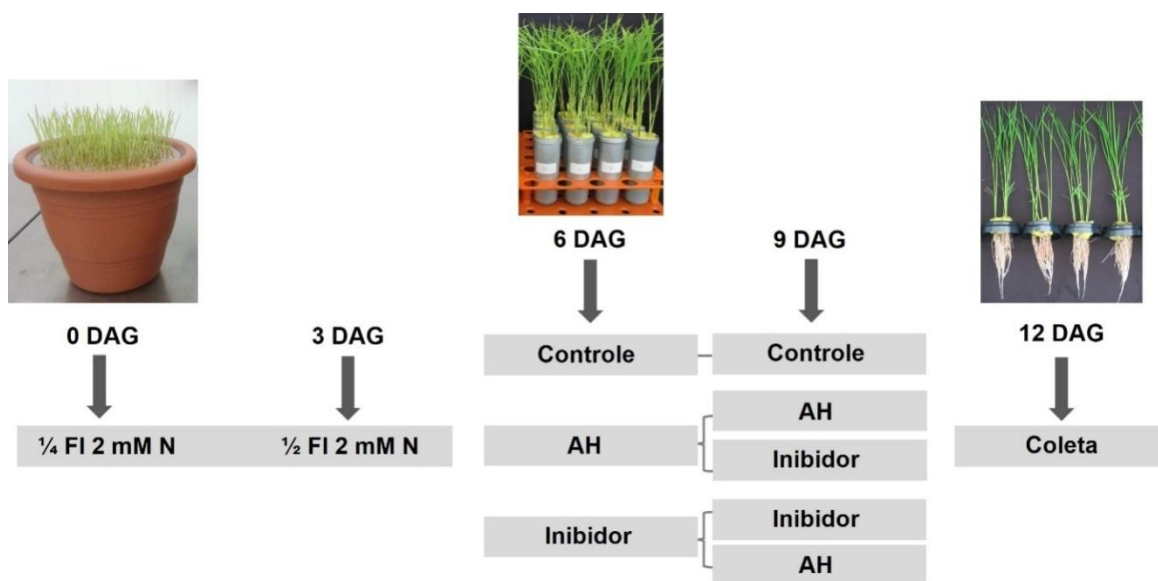 0 DAG
3 DAG
6 DAG
9 DAG
12 DAG
¼ FI 2 mM N
½ FI 2 mM N
Controle
Controle
AH
AH
Inibidor
Inibidor
Inibidor
AH
Coleta